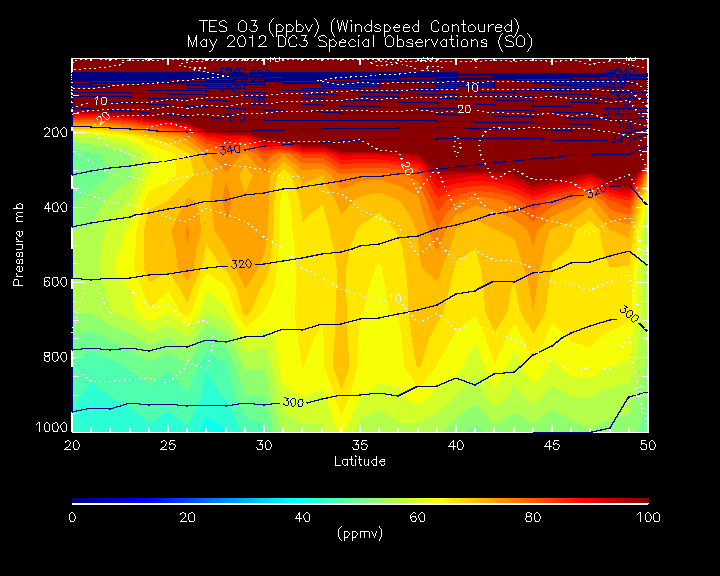 TES O3 (ppbv) (Windspeed Contoured)
May 2012 DC3 Special Observations (SO)
10 10
20 20
200
340
20
320
400
Pressure mb
320
600
10
300
800
300
1000
20 25 30 35 40 45 50
Latitude
0 20 40 60 80 100
(ppmv)